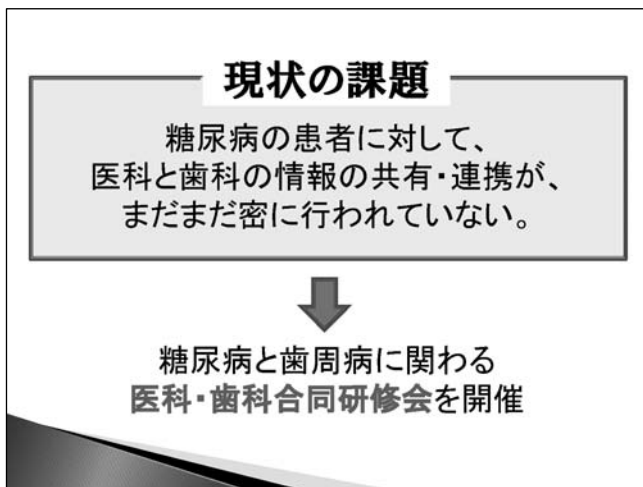 現状の課題
糖尿病の患者に対して、
医科と歯科の情報の共有・連携が、
まだまだ密に行われていない。
糖尿病と歯周病に関わる
医科・歯科合同研修会を開催